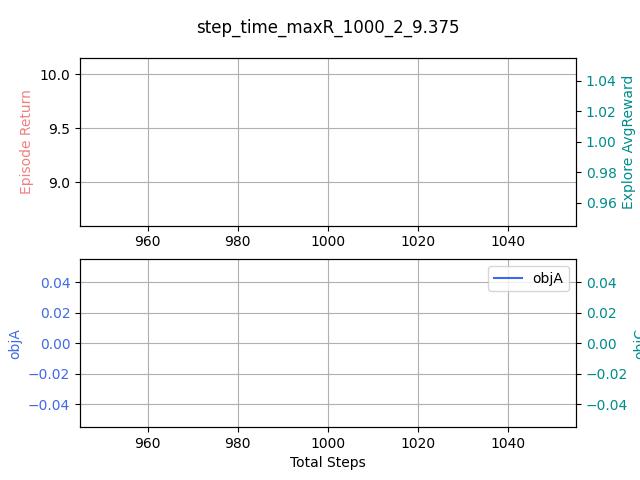 step_time_maxR_1000_2_9.375
10.0
9.5
9.0
Episode Return
1.04
1.02
1.00
0.98
0.96
Explore AvgReward
960 980 1000 1020 1040
objA
0.04
0.02
0.00
−0.02
−0.04
objA
0.04
0.02
0.00
−0.02
−0.04
960 980 1000 1020 1040
Total Steps